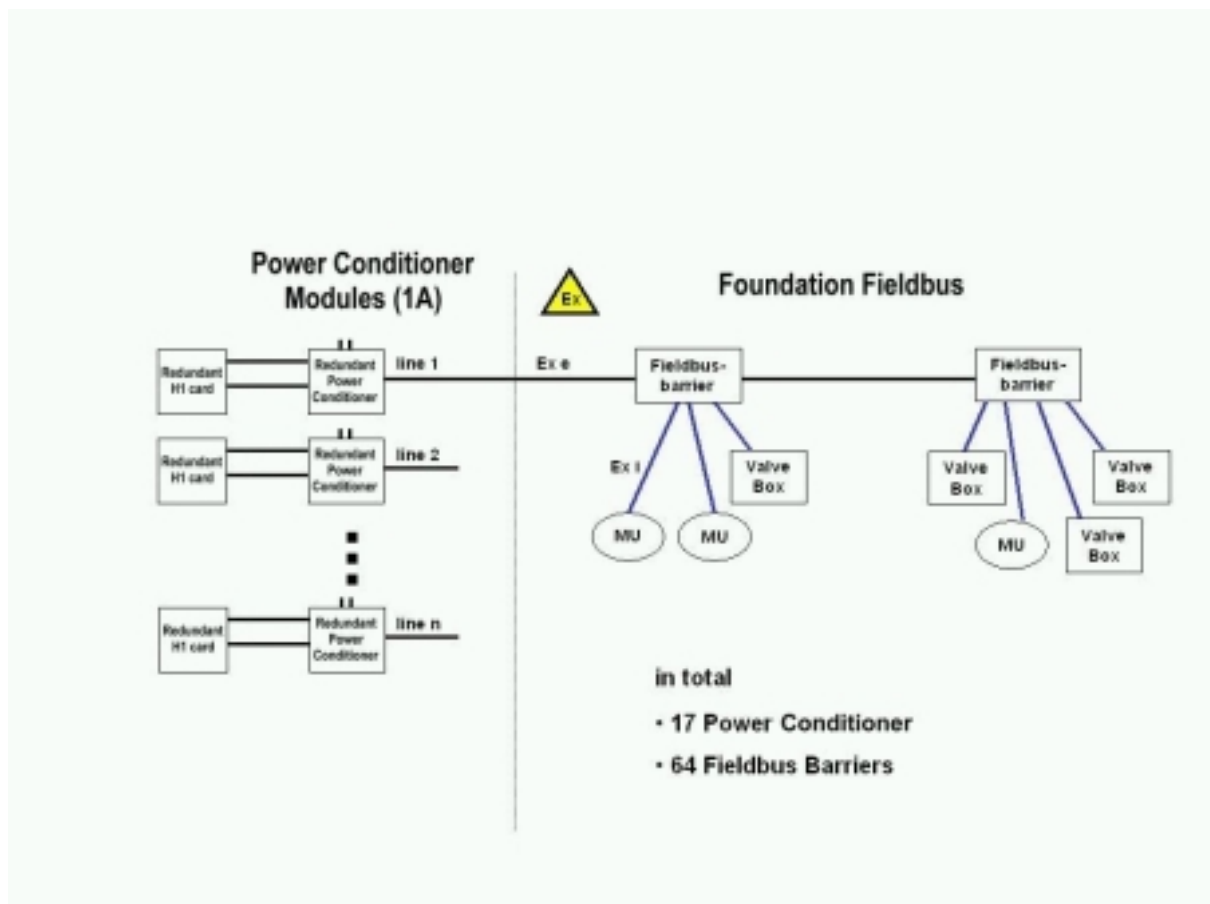 Power Conditioner
Modules (1A)
Ex
Foundation Fieldbus
Redundant
H1 card
Redundant
Power
Conditioner
line 1
Ex e
Fieldbus-
barrier
Fieldbus-
barrier
Redundant
H1 card
Redundant
Power
Conditioner
line 2
Ex i
Valve
Box
Valve
Box
Valve
Box
MU
MU
MU
Valve
Box
Redundant
H1 card
Redundant
Power
Conditioner
line n
in total
• 17 Power Conditioner
• 64 Fieldbus Barriers